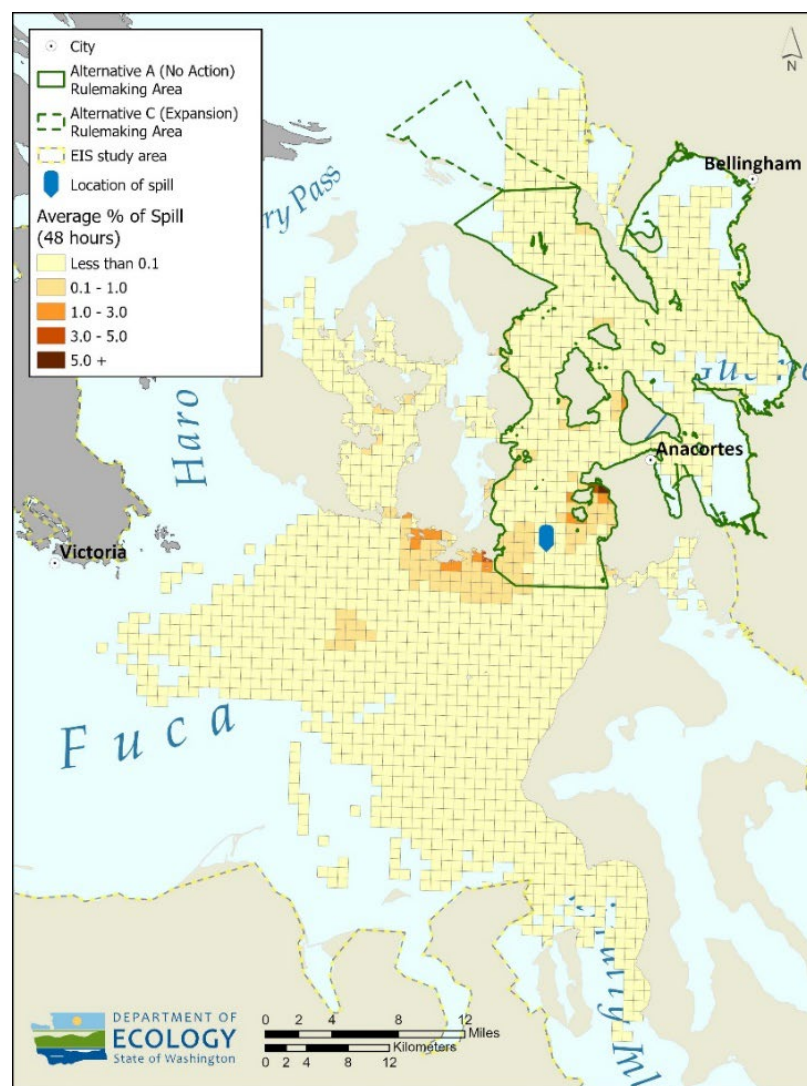 City
Alternative A (No Action)
Rulemaking Area
Alternative C (Expansion)
Rulemaking Area
EIS study area
Location of spill
Average % of Spill
(48 hours)
Less than 0.1
0.1 - 1.0
1.0 - 3.0
3.0 - 5.0
5.0 +
N
ry Pass
Bellingham
Haro
Anacortes
Victoria
Fuca
DEPARTMENT OF
ECOLOGY
State of Washington
0 2 4 8 12
Miles
Kilometers
0 2 4 8 12